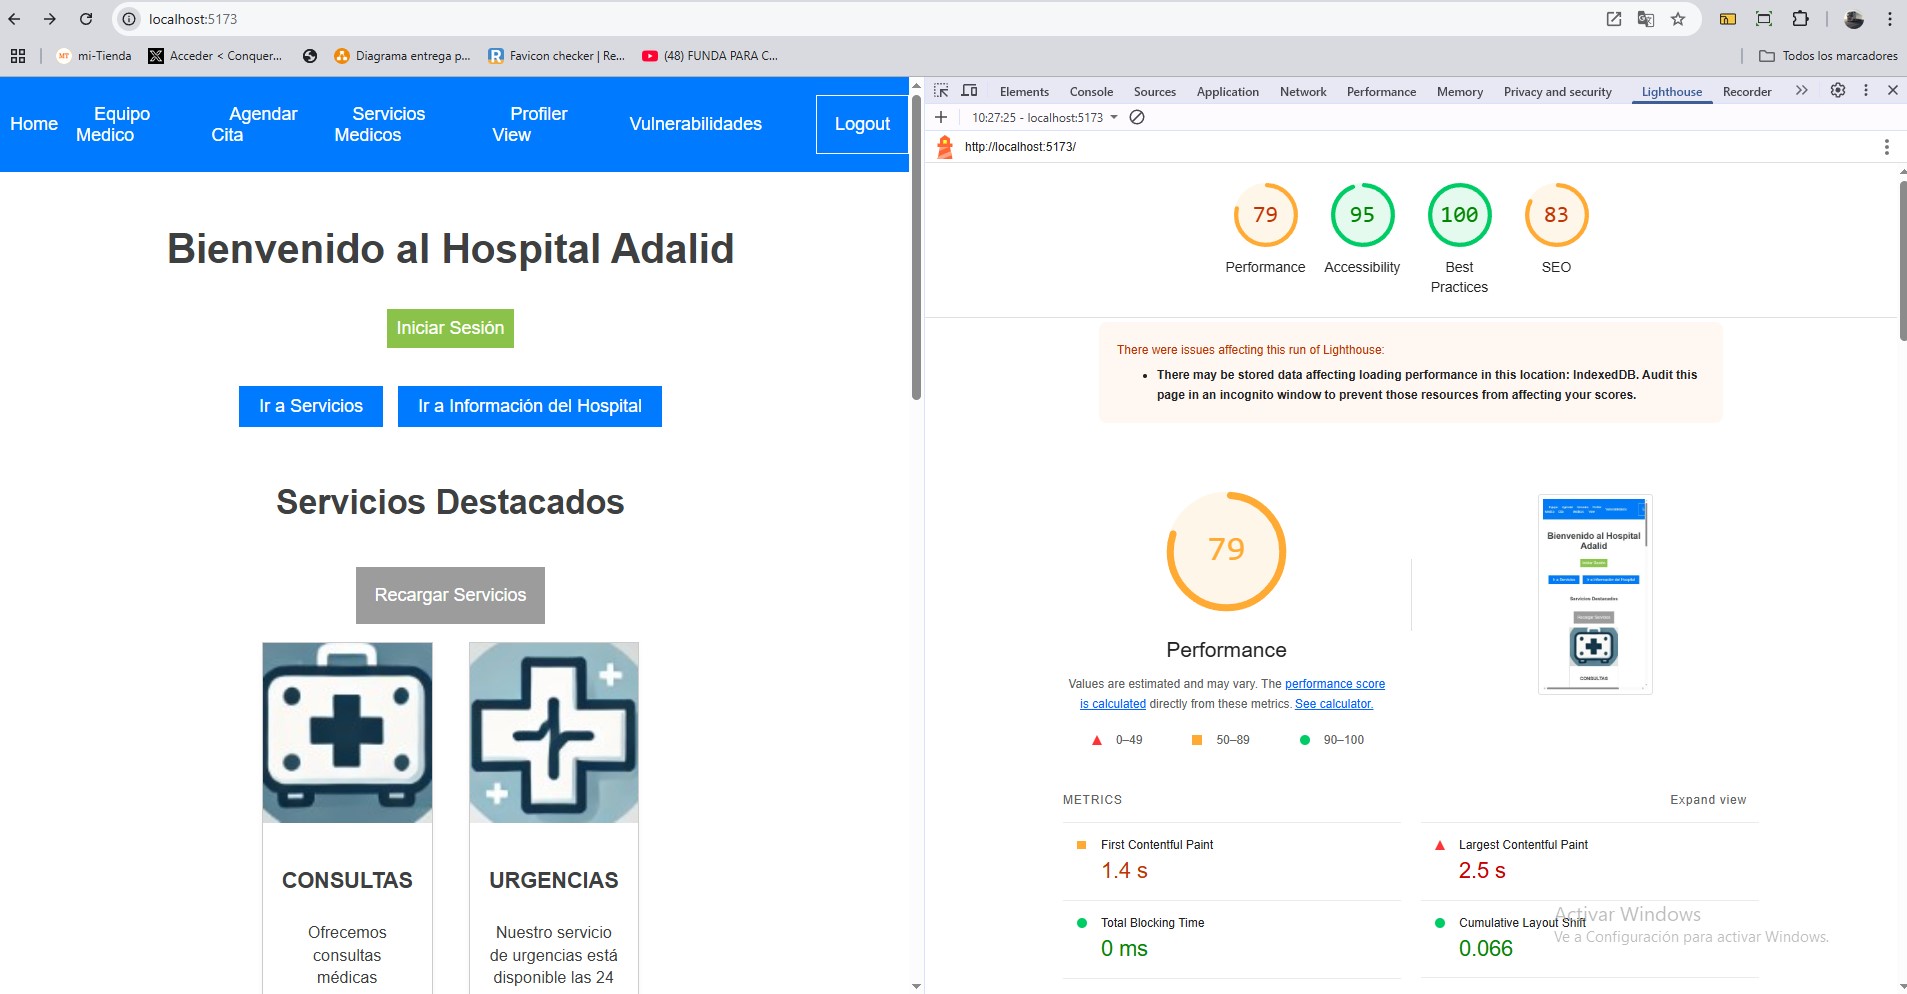 localhost:5173
mi-Tienda
Acceder < Conquer...
Diagrama entrega p...
Favicon checker | Re...
(48) FUNDA PARA C...
Todos los marcadores
Home
Equipo
Medico
Agendar
Cita
Servicios
Medicos
Profiler
View
Vulnerabilidades
Logout
Bienvenido al Hospital Adalid
Iniciar Sesión
Ir a Servicios
Ir a Información del Hospital
Servicios Destacados
Recargar Servicios
CONSULTAS
Ofrecemos
consultas
médicas
URGENCIAS
Nuestro servicio
de urgencias está
disponible las 24
Elements Console Sources Application Network Performance Memory Privacy and security Lighthouse Recorder
10:27:25 - localhost:5173
http://localhost:5173/
79
Performance
95
Accessibility
100
Best
Practices
83
SEO
There were issues affecting this run of Lighthouse:
There may be stored data affecting loading performance in this location: IndexedDB. Audit this
page in an incognito window to prevent those resources from affecting your scores.
79
Performance
Values are estimated and may vary. The performance score
is calculated directly from these metrics. See calculator.
0–49
50–89
90–100
Bienvenido al Hospital
Adalid
Servicios Destacados
CONSULTAS
METRICS
Expand view
First Contentful Paint
1.4 s
Largest Contentful Paint
2.5 s
Total Blocking Time
0 ms
Cumulative Layout Shift
0.066
Activar Windows
Ve a Configuración para activar Windows.